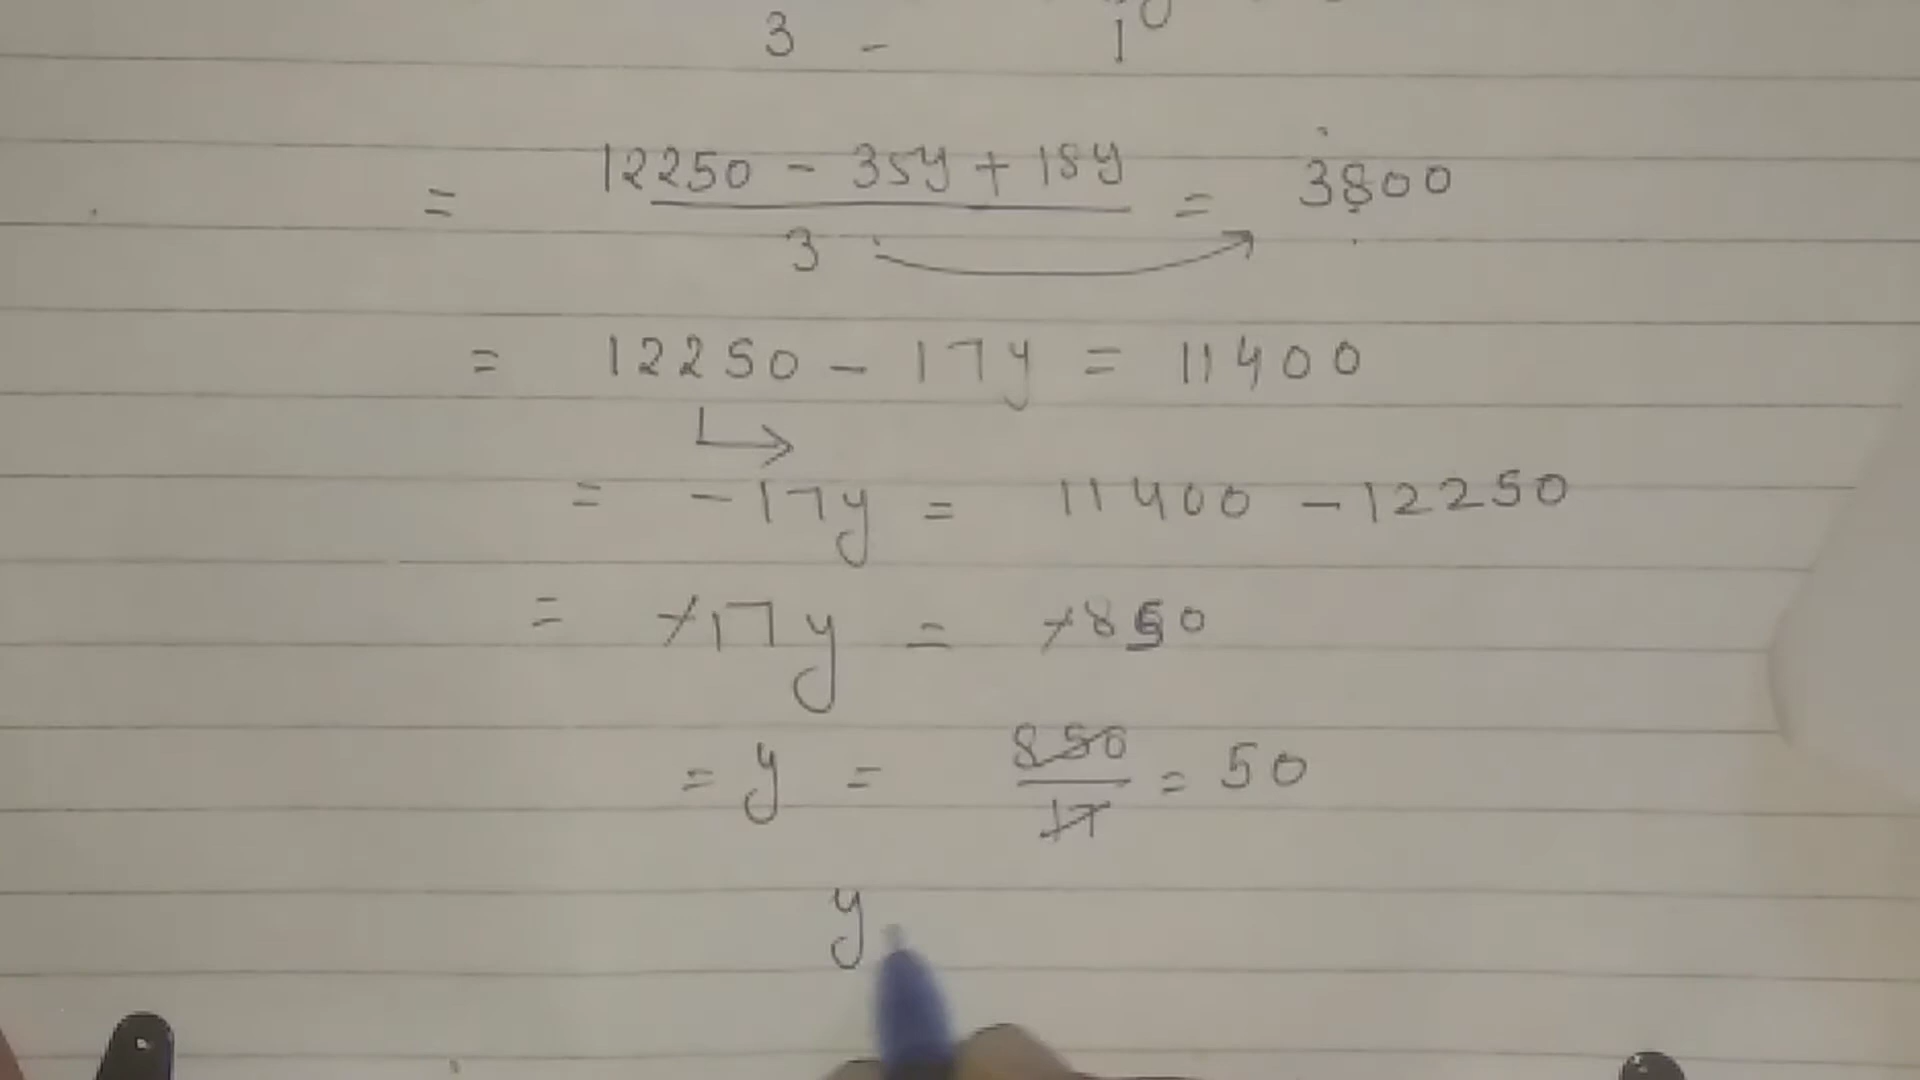 3 - 1
= 12250 - 35y + 18y / 3 = 3800
= 12250 - 17y = 11400
= -17y = 11400 - 12250
= -17y = -850
= y = 850/17 = 50
y